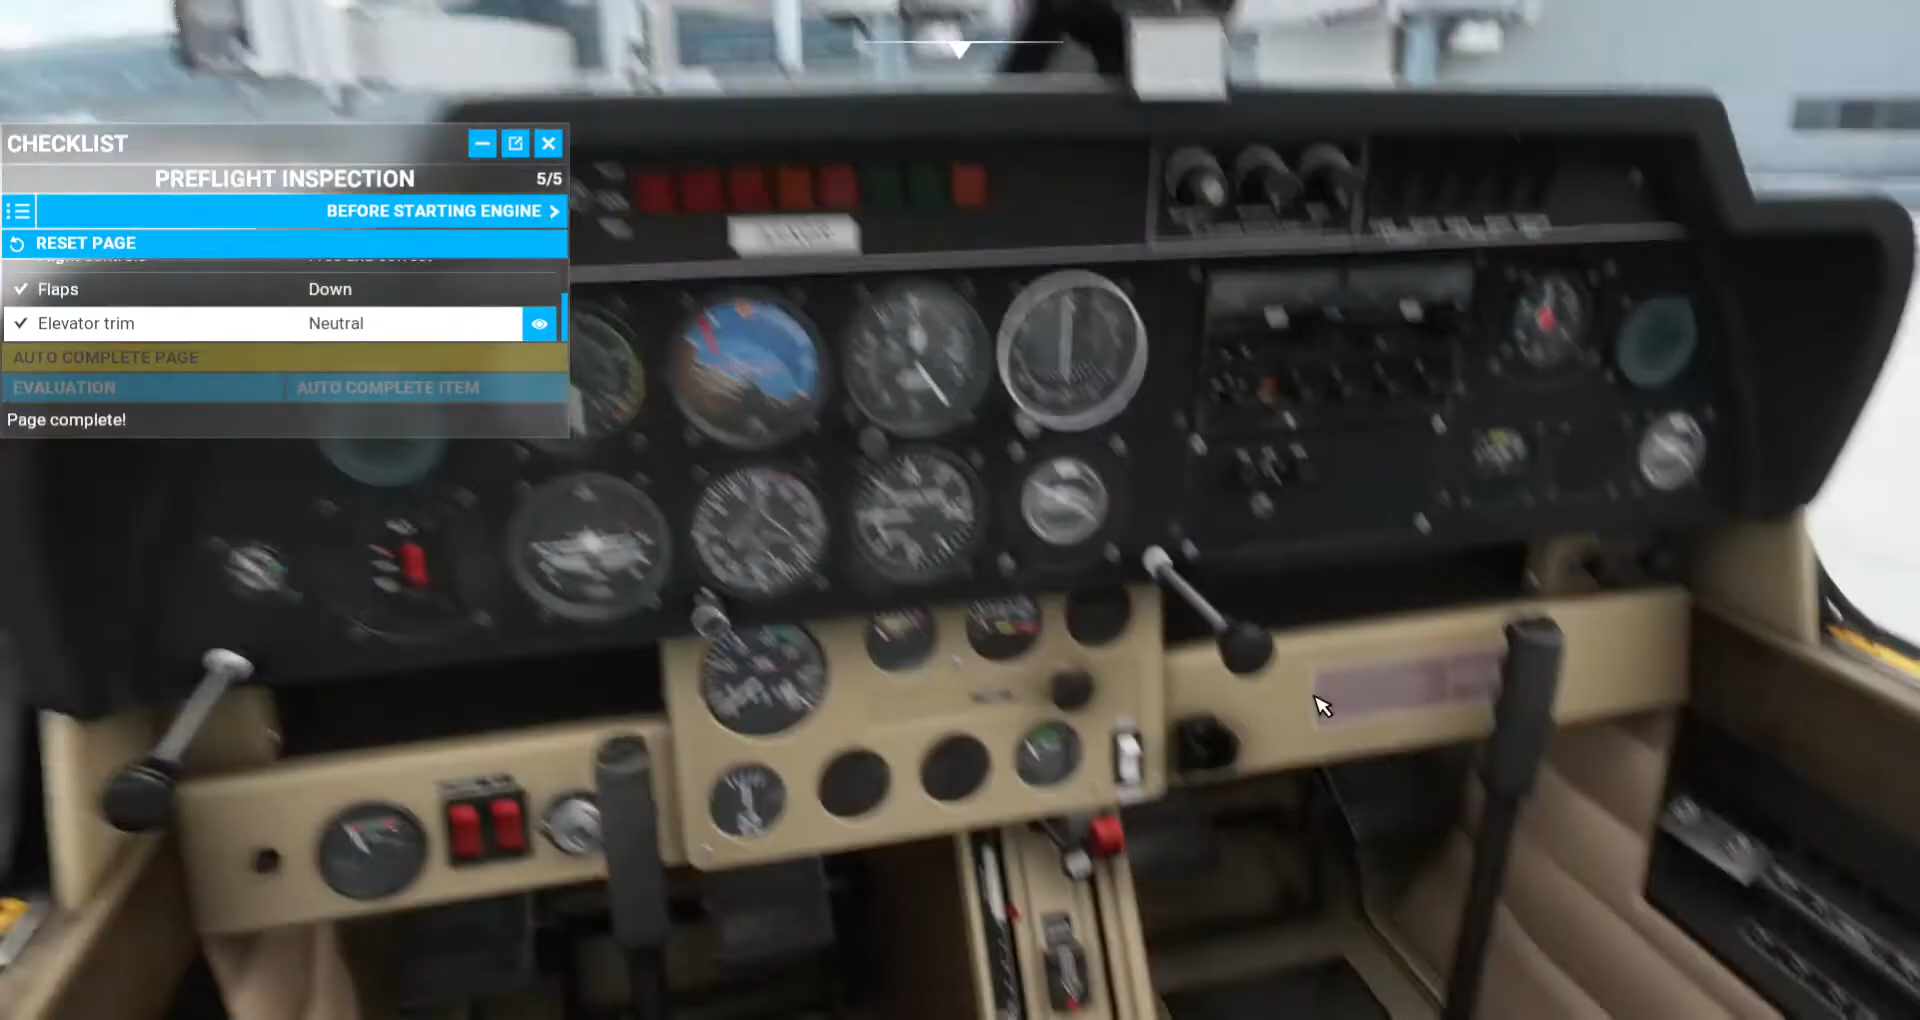 CHECKLIST
PREFLIGHT INSPECTION 5/5
BEFORE STARTING ENGINE
RESET PAGE
Flaps Down
Elevator trim Neutral
AUTO COMPLETE PAGE
EVALUATION AUTO COMPLETE ITEM
Page complete!